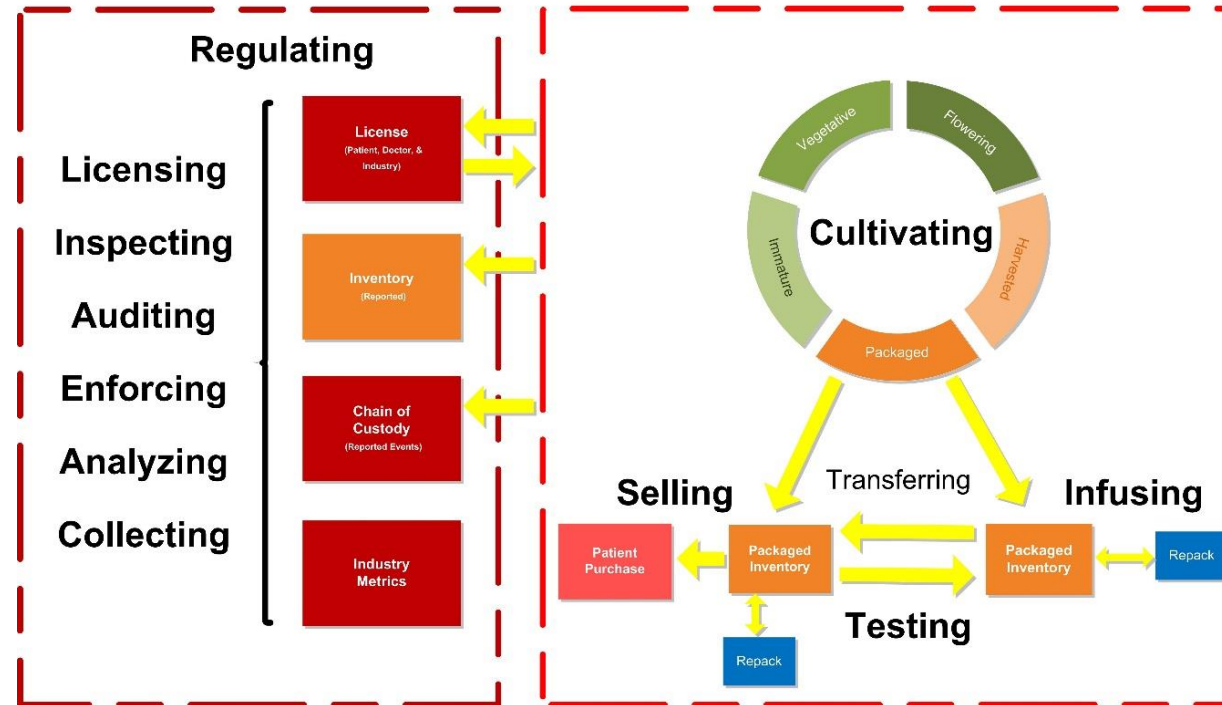 Regulating
Licensing
Inspecting
Auditing
Enforcing
Analyzing
Collecting
License
(Patient, Doctor, &
Industry)
Inventory
(Reported)
Chain of
Custody
(Reported Events)
Industry
Metrics
Vegetative
Flowering
Immature
Cultivating
Harvested
Packaged
Selling
Transferring
Infusing
Patient
Purchase
Packaged
Inventory
Packaged
Inventory
Repack
Testing
Repack